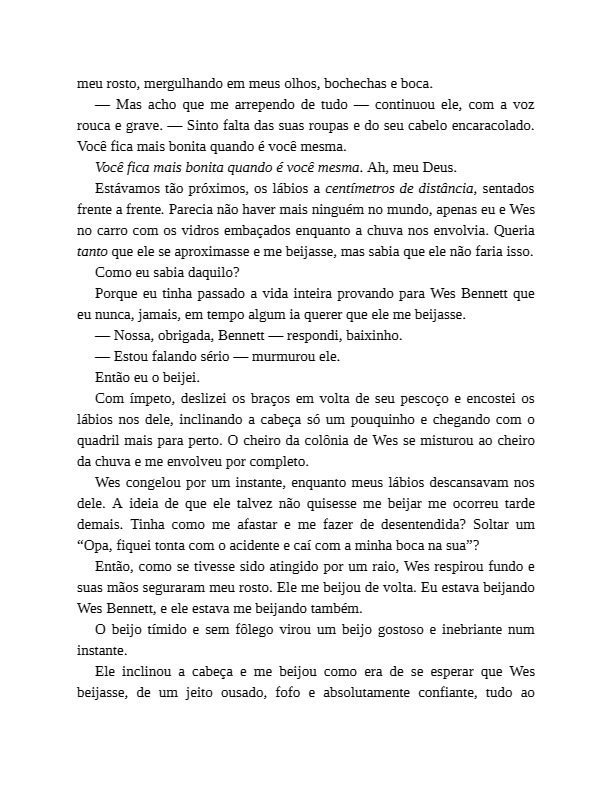 meu rosto, mergulhando em meus olhos, bochechas e boca.
— Mas acho que me arrependo de tudo — continuou ele, com a voz
rouca e grave. — Sinto falta das suas roupas e do seu cabelo encaracolado.
Você fica mais bonita quando é você mesma.
Você fica mais bonita quando é você mesma. Ah, meu Deus.
Estávamos tão próximos, os lábios a centímetros de distância, sentados
frente a frente. Parecia não haver mais ninguém no mundo, apenas eu e Wes
no carro com os vidros embaçados enquanto a chuva nos envolvia. Queria
tanto que ele se aproximasse e me beijasse, mas sabia que ele não faria isso.
Como eu sabia daquilo?
Porque eu tinha passado a vida inteira provando para Wes Bennett que
eu nunca, jamais, em tempo algum ia querer que ele me beijasse.
— Nossa, obrigada, Bennett — respondi, baixinho.
— Estou falando sério — murmurou ele.
Então eu o beijei.
Com ímpeto, deslizei os braços em volta de seu pescoço e encostei os
lábios nos dele, inclinando a cabeça só um pouquinho e chegando com o
quadril mais para perto. O cheiro da colônia de Wes se misturou ao cheiro
da chuva e me envolveu por completo.
Wes congelou por um instante, enquanto meus lábios descansavam nos
dele. A ideia de que ele talvez não quisesse me beijar me ocorreu tarde
demais. Tinha como me afastar e me fazer de desentendida? Soltar um
“Opa, fiquei tonta com o acidente e caí com a minha boca na sua”?
Então, como se tivesse sido atingido por um raio, Wes respirou fundo e
suas mãos seguraram meu rosto. Ele me beijou de volta. Eu estava beijando
Wes Bennett, e ele estava me beijando também.
O beijo tímido e sem fôlego virou um beijo gostoso e inebriante num
instante.
Ele inclinou a cabeça e me beijou como era de se esperar que Wes
beijasse, de um jeito ousado, fofo e absolutamente confiante, tudo ao